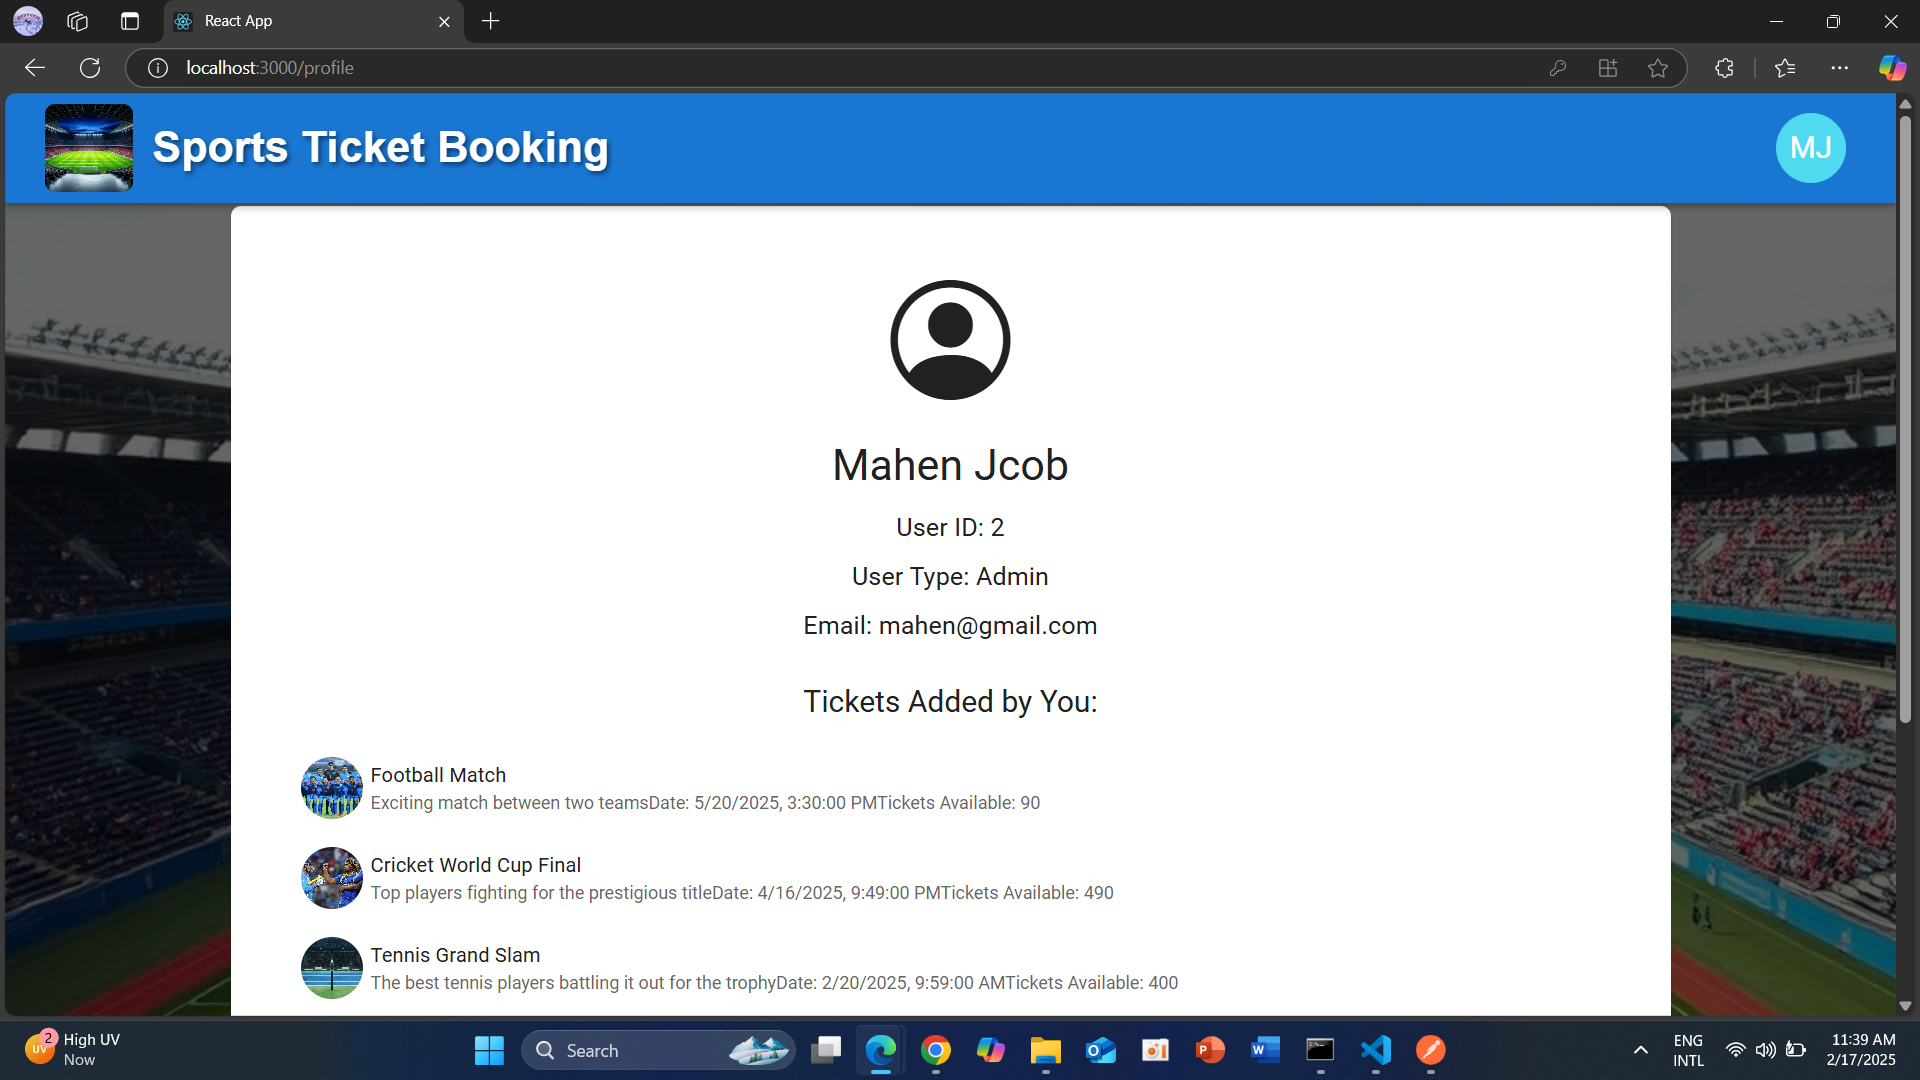 React App
localhost:3000/profile
Sports Ticket Booking
MJ
Mahen Jcob
User ID: 2
User Type: Admin
Email: mahen@gmail.com
Tickets Added by You:
Football Match
Exciting match between two teamsDate: 5/20/2025, 3:30:00 PMTickets Available: 90
Cricket World Cup Final
Top players fighting for the prestigious titleDate: 4/16/2025, 9:49:00 PMTickets Available: 490
Tennis Grand Slam
The best tennis players battling it out for the trophyDate: 2/20/2025, 9:59:00 AMTickets Available: 400
2
UV
High UV
Now
Search
ENG
INTL
11:39 AM
2/17/2025